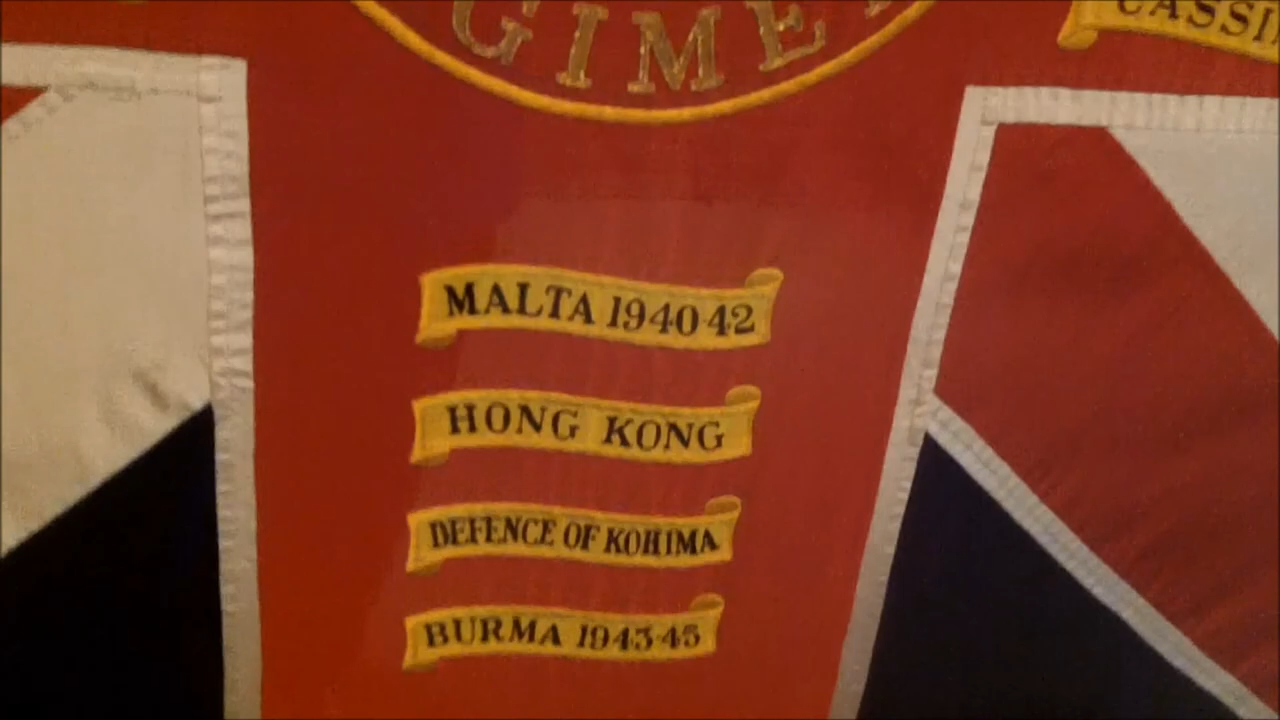 GIME
CASSI
MALTA 1940-42
HONG KONG
DEFENCE OF KOHIMA
BURMA 1943-45